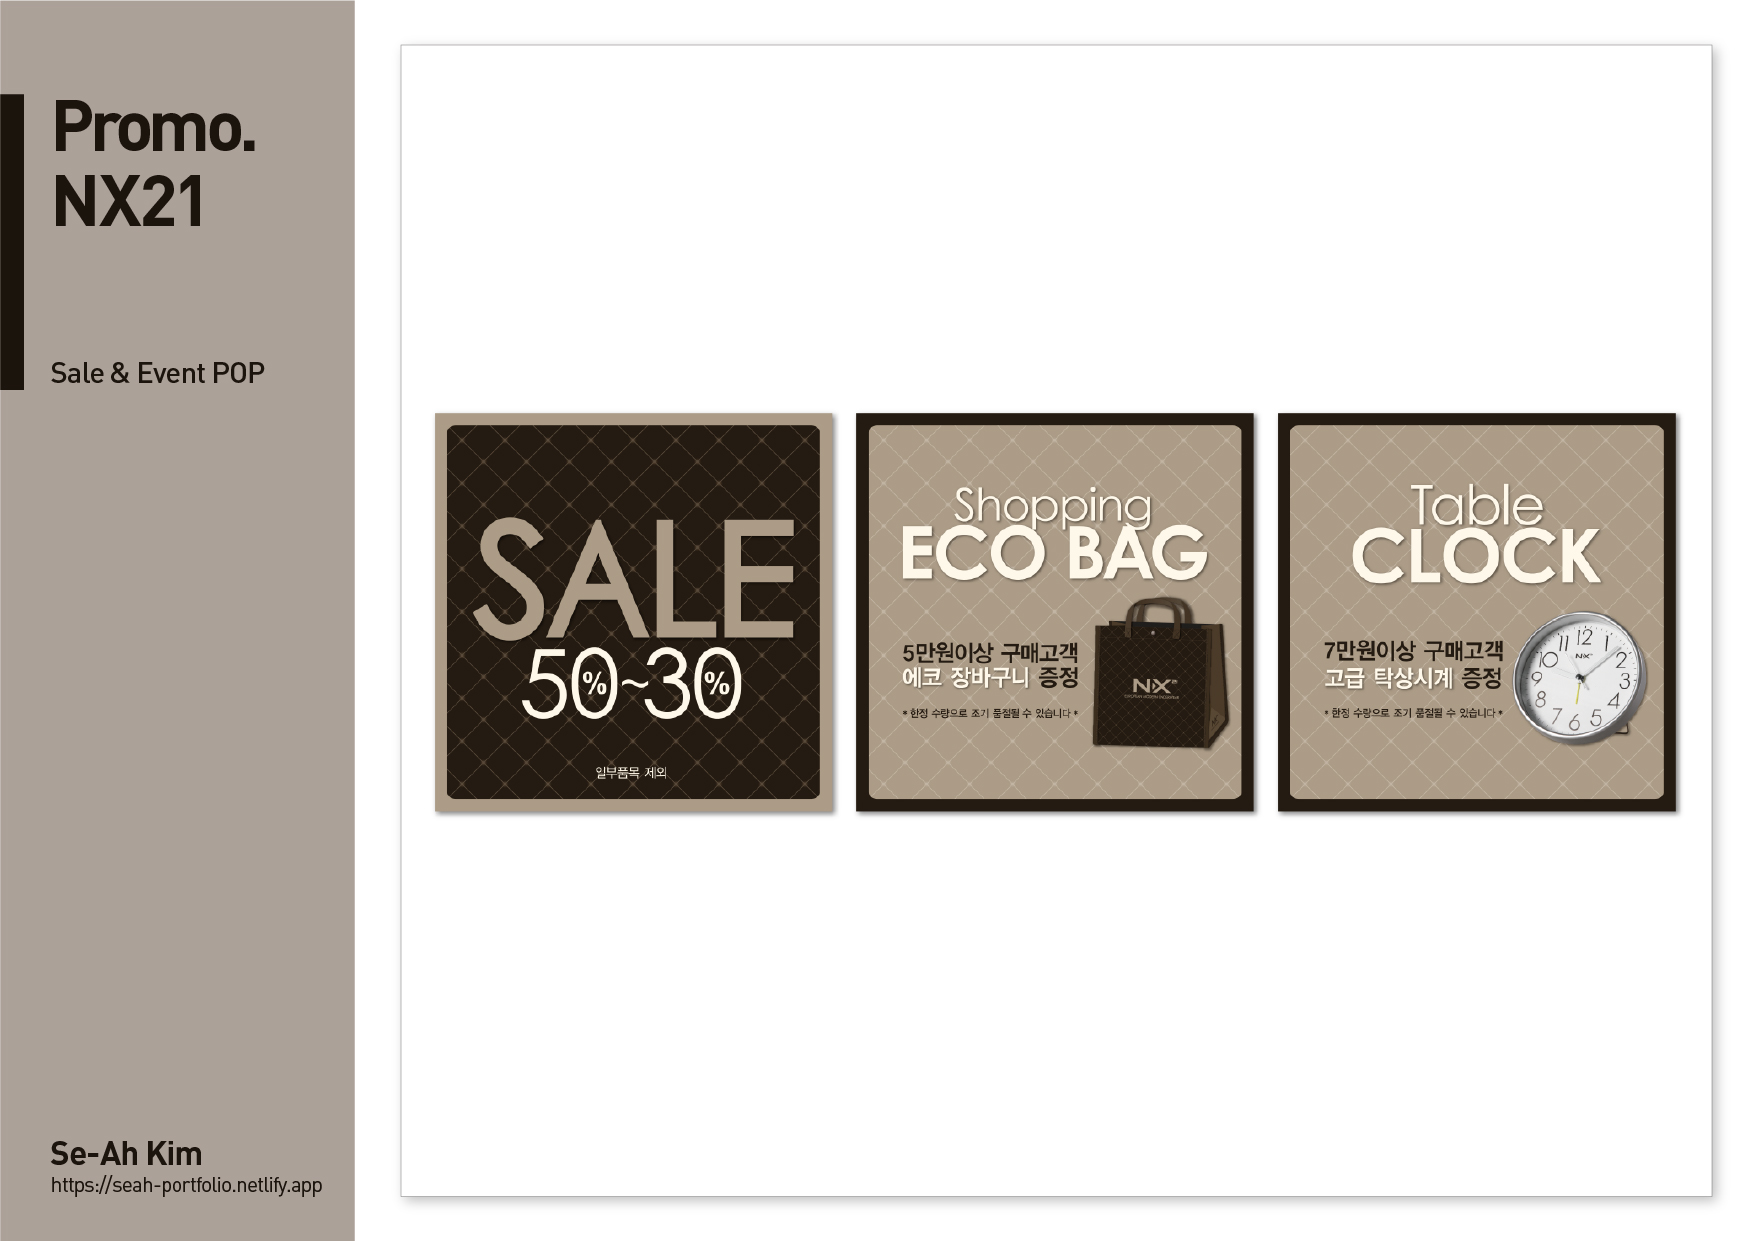 Promo.
NX21
Sale & Event POP
SALE
50%~30%
일부품목 제외
Shopping
ECO BAG
5만원이상 구매고객
에코 장바구니 증정
* 한정 수량으로 조기 품절될 수 있습니다 *
NX
Table
CLOCK
7만원이상 구매고객
고급 탁상시계 증정
* 한정 수량으로 조기 품절될 수 있습니다 *
12
11 1
10 NX 2
9 3
8 4
7 6 5
Se-Ah Kim
https://seah-portfolio.netlify.app